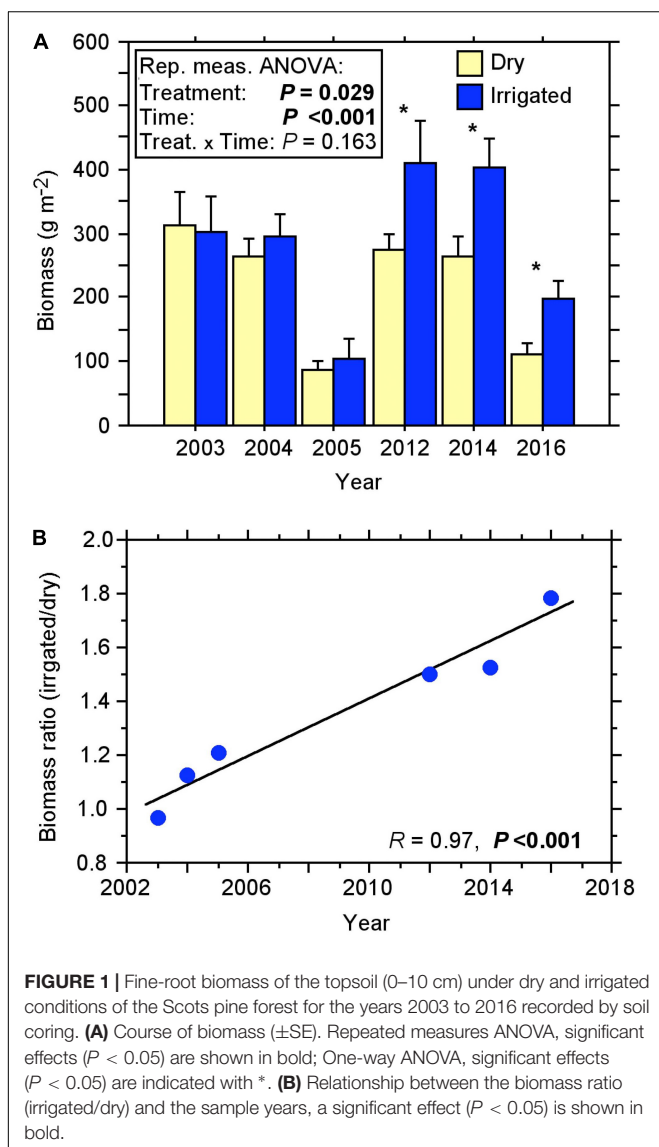 A
600
500
400
300
200
100
0
Biomass (g m⁻²)
Rep. meas. ANOVA:
Treatment: P = 0.029
Time: P <0.001
Treat. x Time: P = 0.163
Dry
Irrigated
*
*
*
2003 2004 2005 2012 2014 2016
Year
B
2.0
1.8
1.6
1.4
1.2
1.0
0.8
Biomass ratio (irrgated/dry)
R = 0.97, P <0.001
2002 2006 2010 2014 2018
Year
FIGURE 1 | Fine-root biomass of the topsoil (0–10 cm) under dry and irrigated
conditions of the Scots pine forest for the years 2003 to 2016 recorded by soil
coring. (A) Course of biomass (±SE). Repeated measures ANOVA, significant
effects (P < 0.05) are shown in bold; One-way ANOVA, significant effects
(P < 0.05) are indicated with *. (B) Relationship between the biomass ratio
(irrigated/dry) and the sample years, a significant effect (P < 0.05) is shown in
bold.